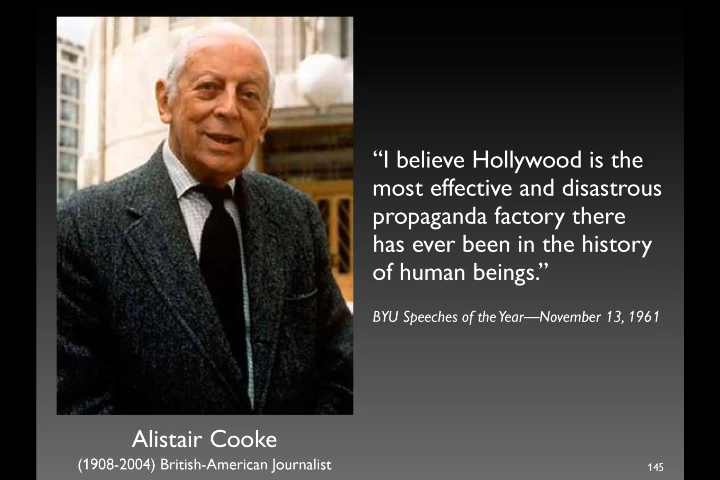 “I believe Hollywood is the
most effective and disastrous
propaganda factory there
has ever been in the history
of human beings.”
BYU Speeches of the Year—November 13, 1961
Alistair Cooke
(1908-2004) British-American Journalist
145